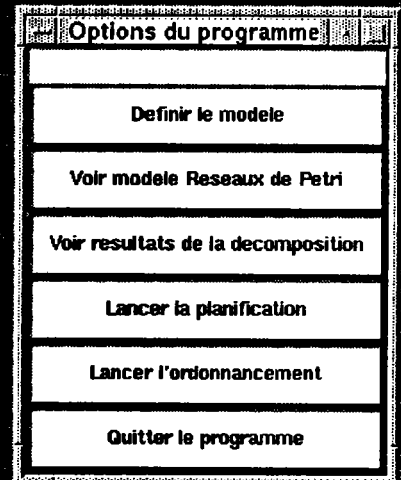 Options du programme
Definir le modele
Voir modele Reseaux de Petri
Voir resultats de la decomposition
Lancer la planification
Lancer l'ordonnancement
Quitter le programme